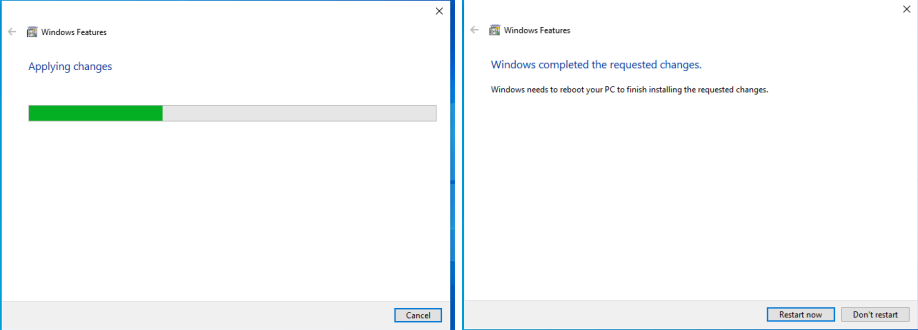 Windows Features
Applying changes
Cancel
Windows Features
Windows completed the requested changes.
Windows needs to reboot your PC to finish installing the requested changes.
Restart now
Don't restart